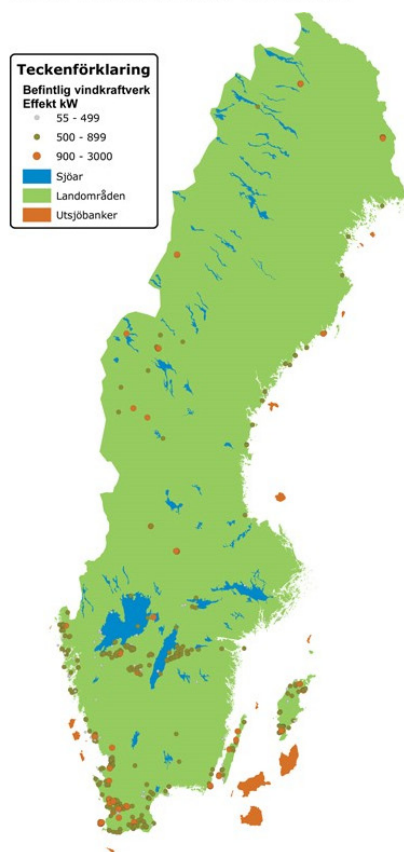 Teckenförklaring
Befintlig vindkraftverk
Effekt kW
55 - 499
500 - 899
900 - 3000
Sjöar
Landområden
Utsjöbanker